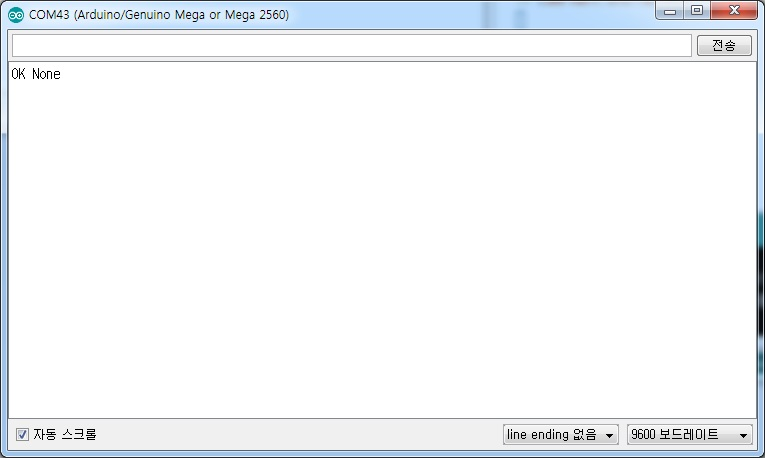 COM43 (Arduino/Genuino Mega or Mega 2560)
전송
OK None
자동 스크롤
line ending 없음
9600 보드레이트